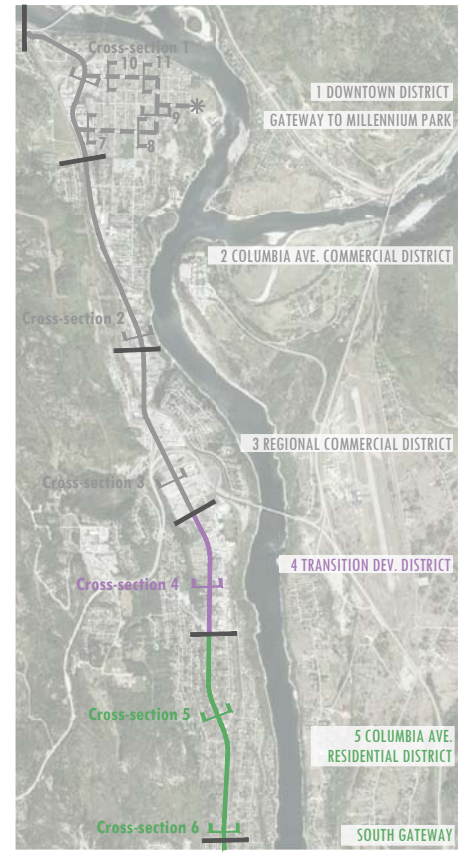 Cross-section 1
10
11
1 DOWNTOWN DISTRICT
GATEWAY TO MILLENNIUM PARK
9
7
8
2 COLUMBIA AVE. COMMERCIAL DISTRICT
Cross-section 2
3 REGIONAL COMMERCIAL DISTRICT
Cross-section 3
4 TRANSITION DEV. DISTRICT
Cross-section 4
Cross-section 5
5 COLUMBIA AVE.
RESIDENTIAL DISTRICT
Cross-section 6
SOUTH GATEWAY